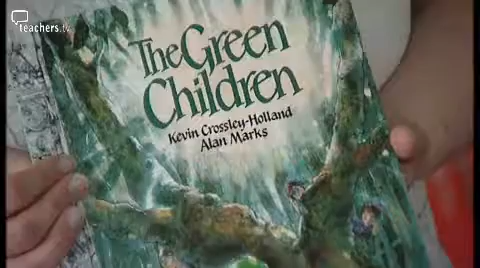 teachers.tv
The Green
Children
Kevin Crossley-Holland
Alan Marks